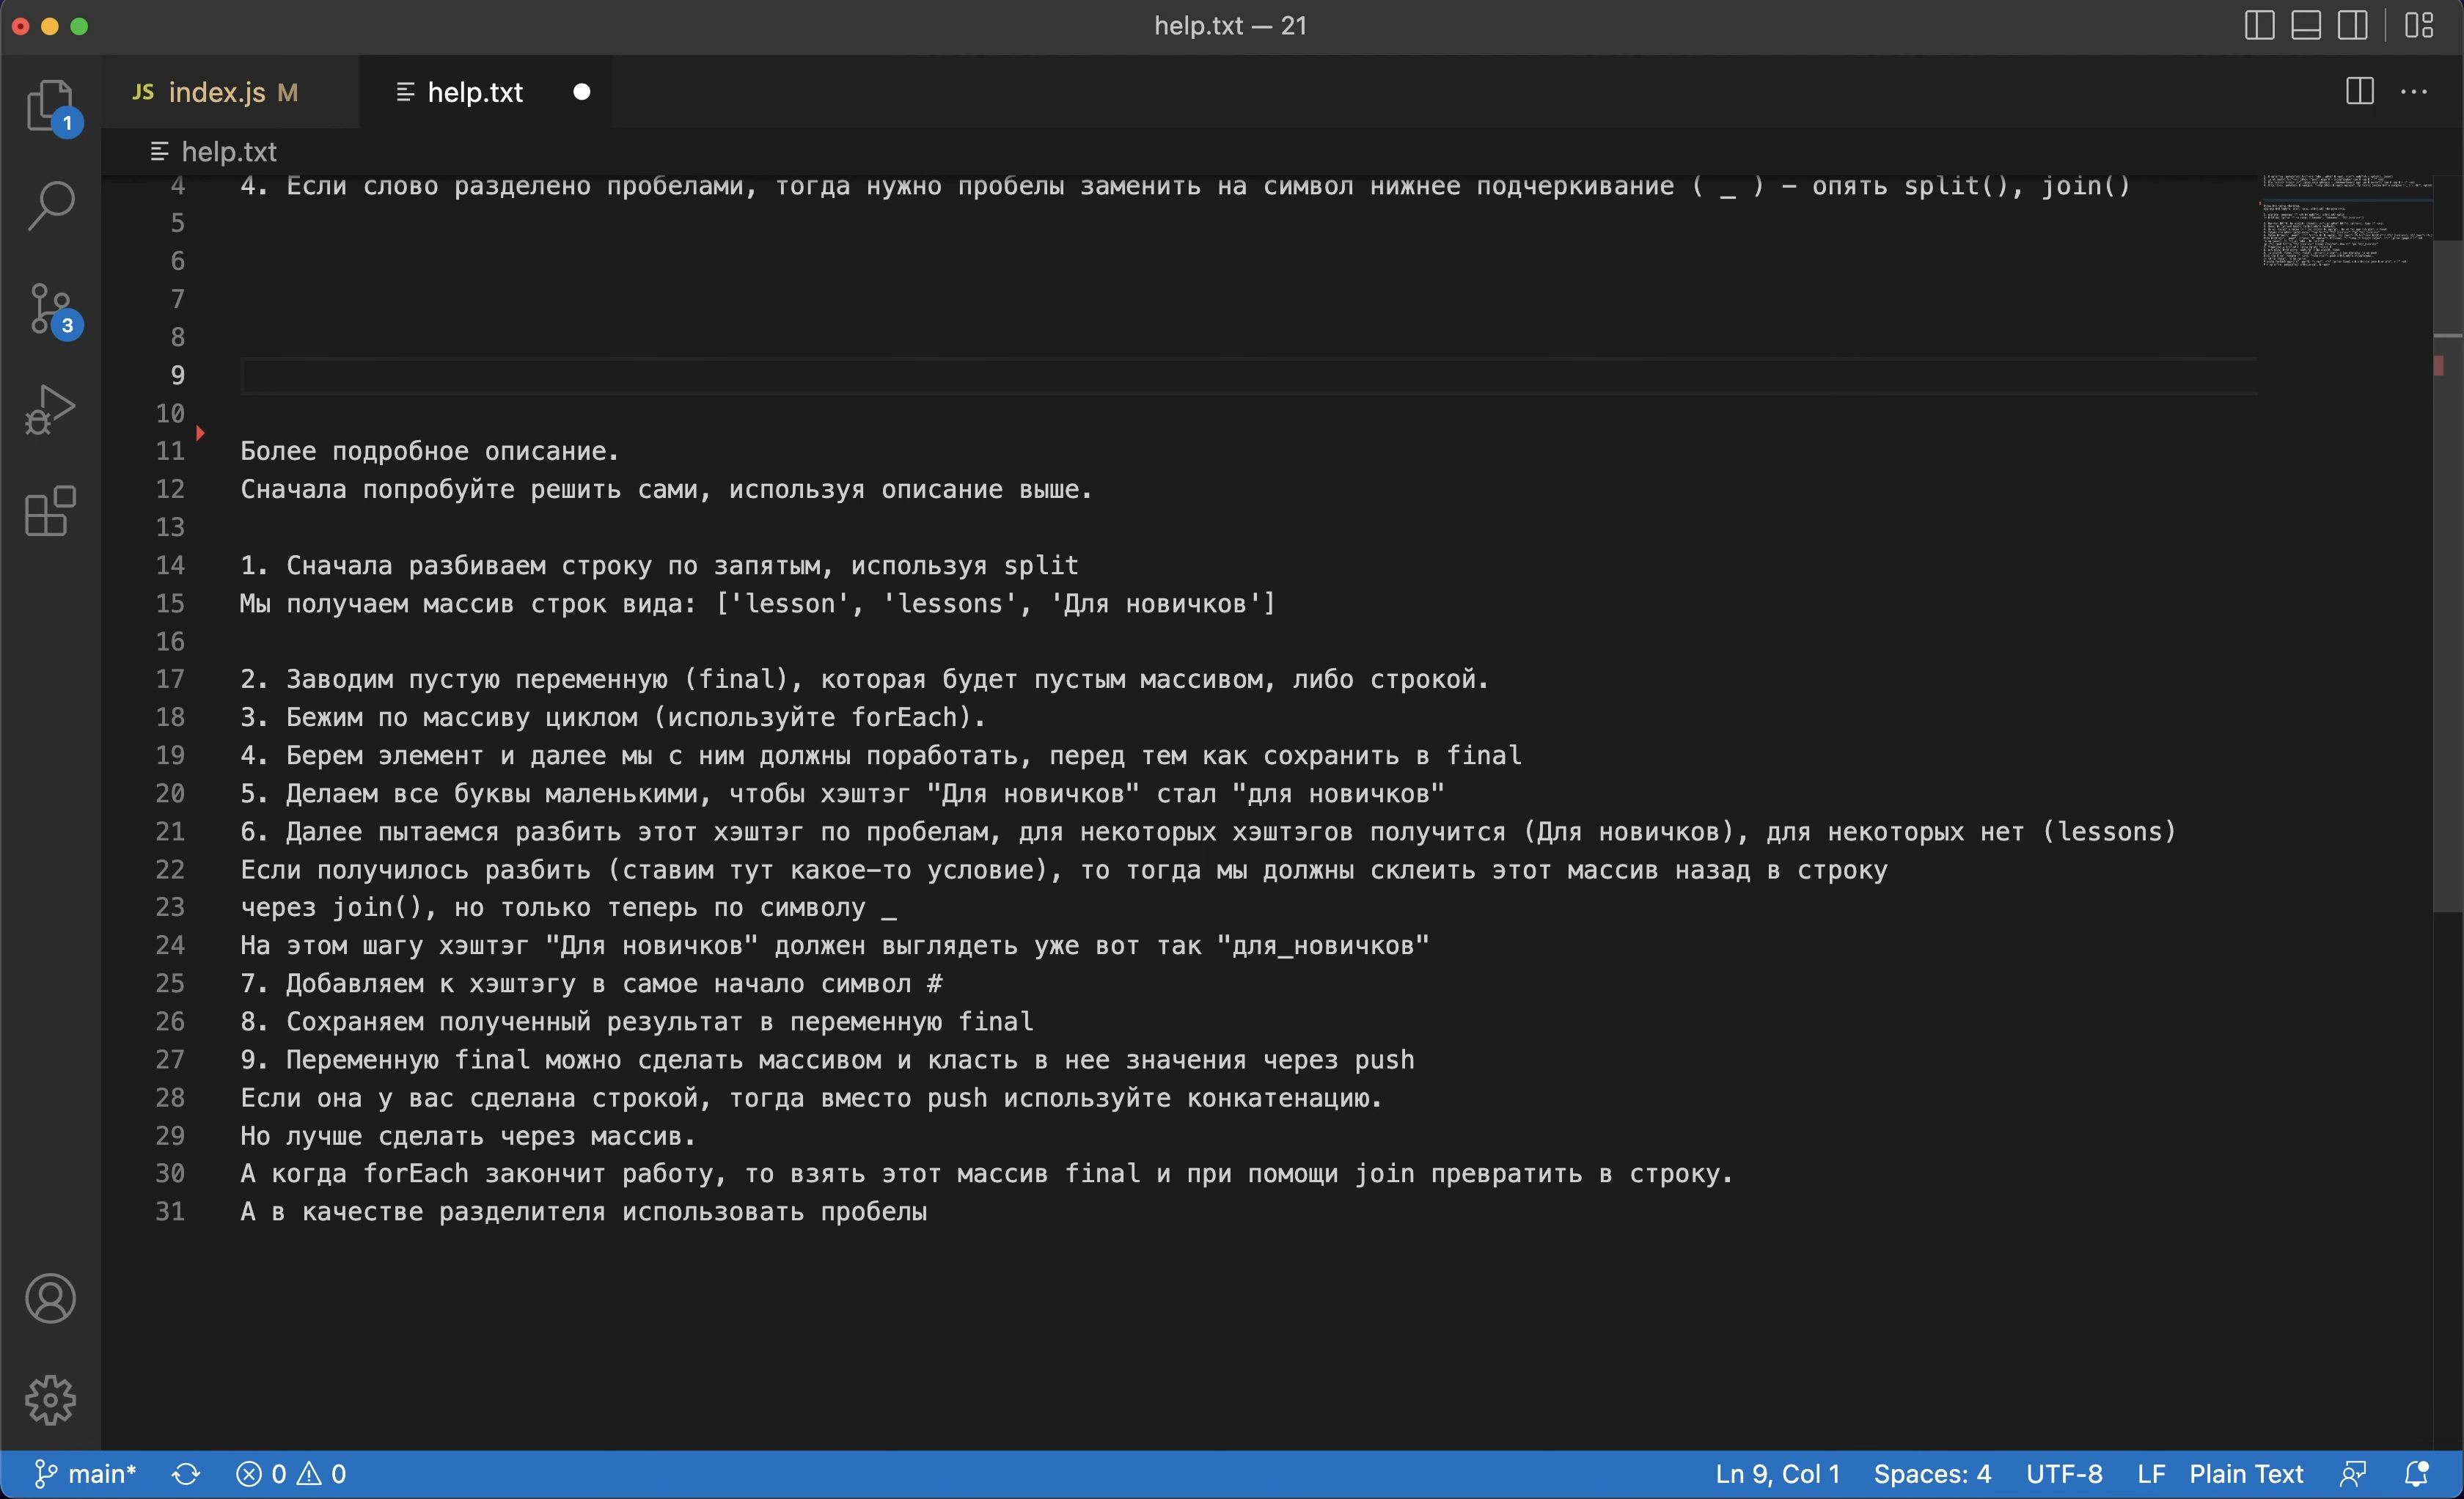 help.txt — 21
JS index.js M
help.txt
help.txt
1
3
4 4. Если слово разделено пробелами, тогда нужно пробелы заменить на символ нижнее подчеркивание ( _ ) - опять split(), join()
5
6
7
8
9
10
11 Более подробное описание.
12 Сначала попробуйте решить сами, используя описание выше.
13
14 1. Сначала разбиваем строку по запятым, используя split
15 Мы получаем массив строк вида: ['lesson', 'lessons', 'Для новичков']
16
17 2. Заводим пустую переменную (final), которая будет пустым массивом, либо строкой.
18 3. Бежим по массиву циклом (используйте forEach).
19 4. Берем элемент и далее мы с ним должны поработать, перед тем как сохранить в final
20 5. Делаем все буквы маленькими, чтобы хэштэг "Для новичков" стал "для новичков"
21 6. Далее пытаемся разбить этот хэштэг по пробелам, для некоторых хэштэгов получится (Для новичков), для некоторых нет (lessons)
22 Если получилось разбить (ставим тут какое-то условие), то тогда мы должны склеить этот массив назад в строку
23 через join(), но только теперь по символу _
24 На этом шагу хэштэг "Для новичков" должен выглядеть уже вот так "для_новичков"
25 7. Добавляем к хэштэгу в самое начало символ #
26 8. Сохраняем полученный результат в переменную final
27 9. Переменную final можно сделать массивом и класть в нее значения через push
28 Если она у вас сделана строкой, тогда вместо push используйте конкатенацию.
29 Но лучше сделать через массив.
30 А когда forEach закончит работу, то взять этот массив final и при помощи join превратить в строку.
31 А в качестве разделителя использовать пробелы
main* 0 0 Ln 9, Col 1 Spaces: 4 UTF-8 LF Plain Text